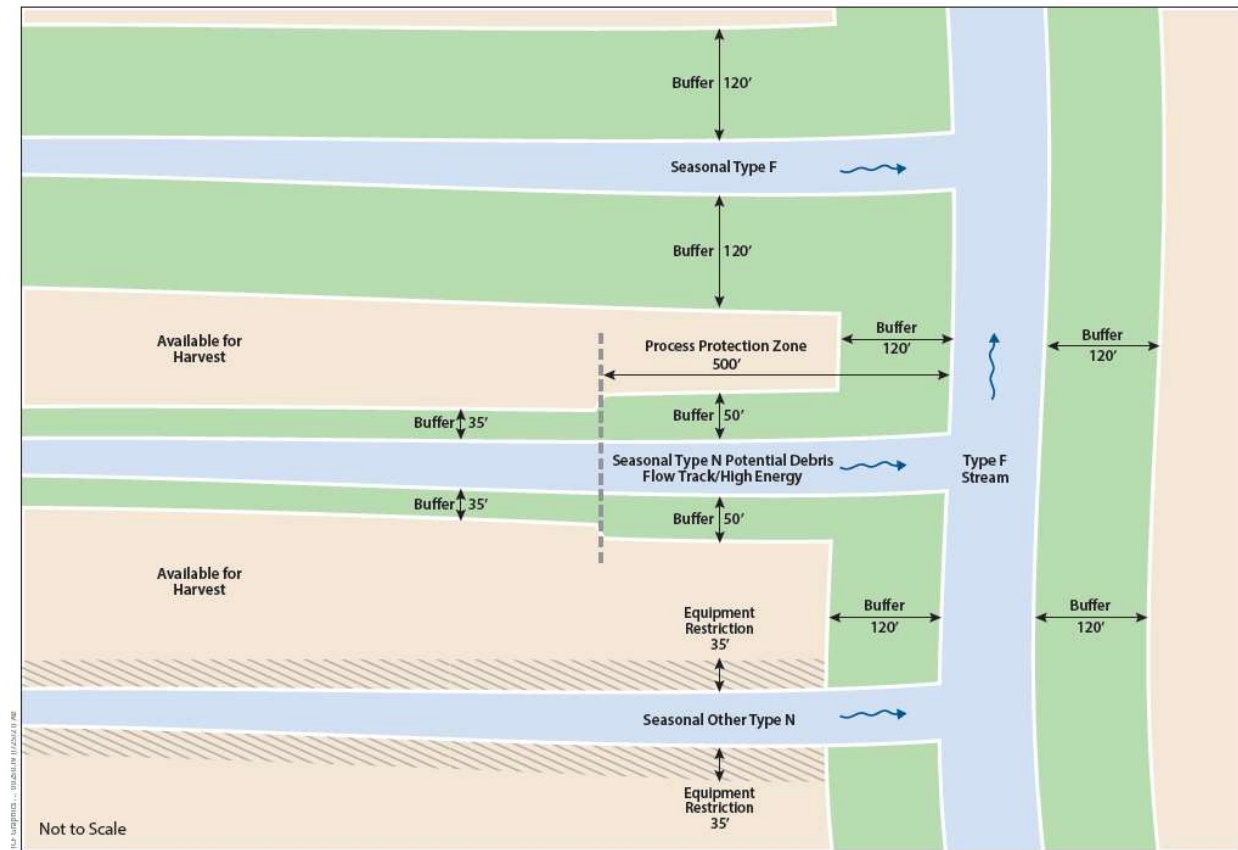 Buffer 120′
Seasonal Type F
Buffer 120′
Available for
Harvest
Process Protection Zone
500′
Buffer
120′
Buffer
120′
Buffer 35′
Buffer 50′
Seasonal Type N Potential Debris
Flow Track/High Energy
Type F
Stream
Buffer 35′
Buffer 50′
Available for
Harvest
Equipment
Restriction
35′
Buffer
120′
Buffer
120′
Seasonal Other Type N
Equipment
Restriction
35′
Not to Scale